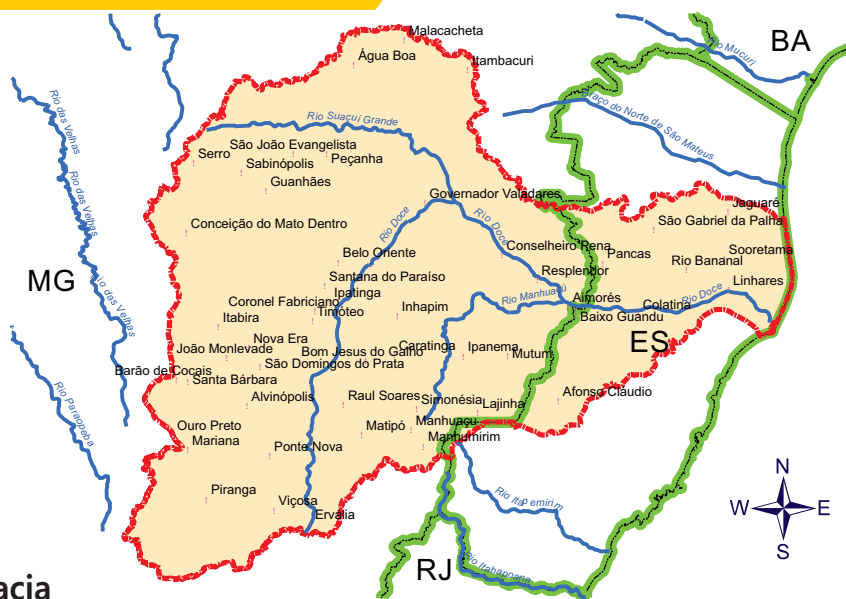 Malacacheta
BA
Rio Mucuri
Água Boa
Itambacuri
Rio das Velhas
Braço do Norte de São Mateus
Rio Suaçuí Grande
São João Evangelista
Serro
Peçanha
Sabinópolis
Guanhães
Rio das Velhas
Governador Valadares
Jaguaré
São Gabriel da Palha
Conceição do Mato Dentro
Rio Doce
Rio Doce
Conselheiro Pena
Pancas
Sooretama
Belo Oriente
Rio Bananal
MG
Santana do Paraíso
Resplendor
Linhares
Ipatinga
Rio Manhuaçú
Aimorés
Colatina
Rio Doce
io das Velhas
Coronel Fabriciano
Inhapim
Timóteo
Itabira
Baixo Guandu
ES
Nova Era
João Monlevade
Bom Jesus do Galho
Caratinga
Ipanema
Mutum
São Domingos do Prata
Barão de Cocais
Santa Bárbara
Afonso Claudio
Alvinópolis
Raul Soares
Simonésia
Lajinha
Rio Paraopeba
Ouro Preto
Matipó
Manhuaçu
Mariana
Manhumirim
Ponte Nova
N
Piranga
Rio Itapemirim
Viçosa
W
E
Ervália
S
RJ
Rio Itabapoana
acia